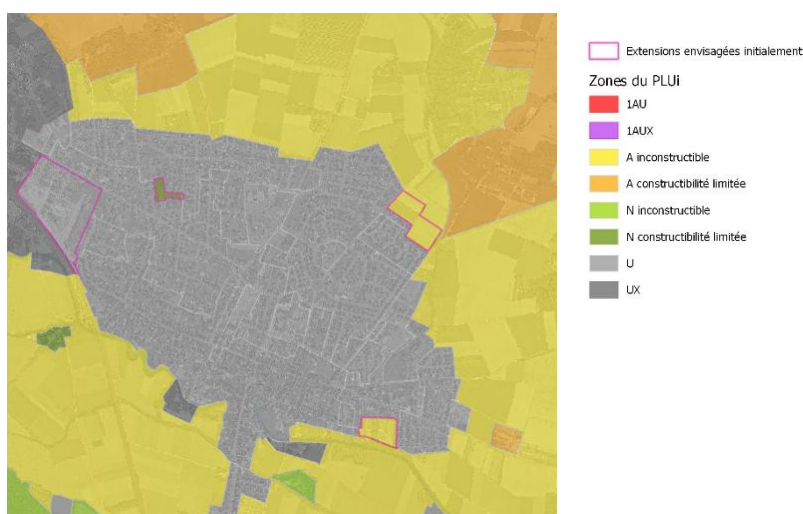 Extensions envisagées initialement
Zones du PLUi
1AU
1AUX
A inconstructible
A constructibilité limitée
N inconstructible
N constructibilité limitée
U
UX